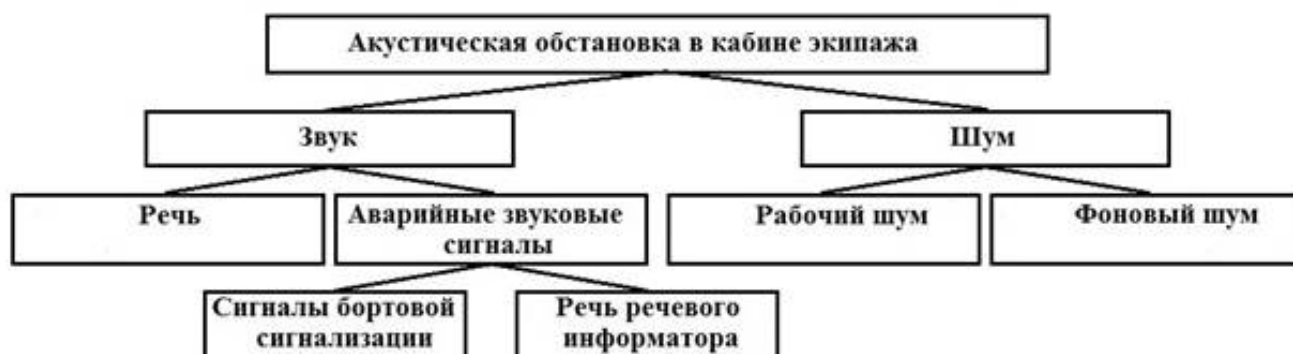 Акустическая обстановка в кабине экипажа
Звук
Шум
Речь
Аварийные звуковые
сигналы
Рабочий шум
Фоновый шум
Сигналы бортовой
сигнализации
Речь речевого
информатора